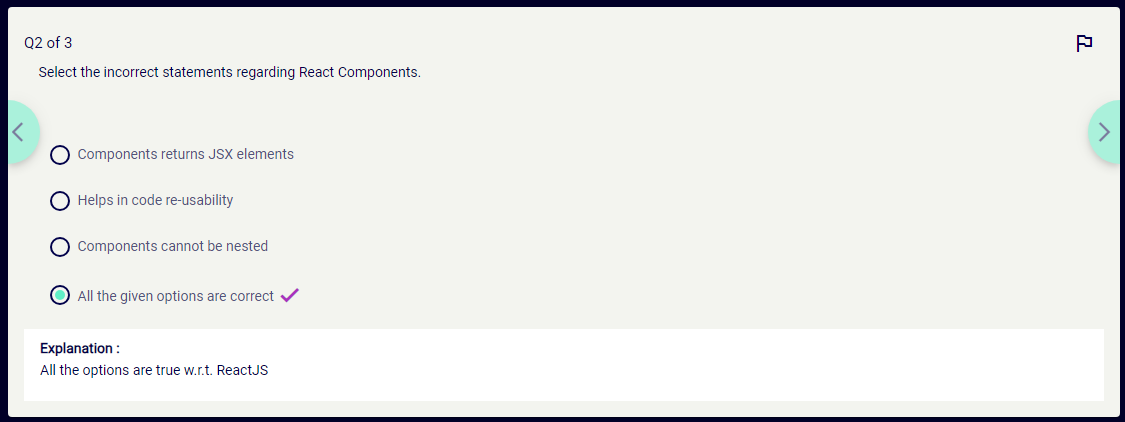 Q2 of 3
Select the incorrect statements regarding React Components.
Components returns JSX elements
Helps in code re-usability
Components cannot be nested
All the given options are correct
Explanation :
All the options are true w.r.t. ReactJS